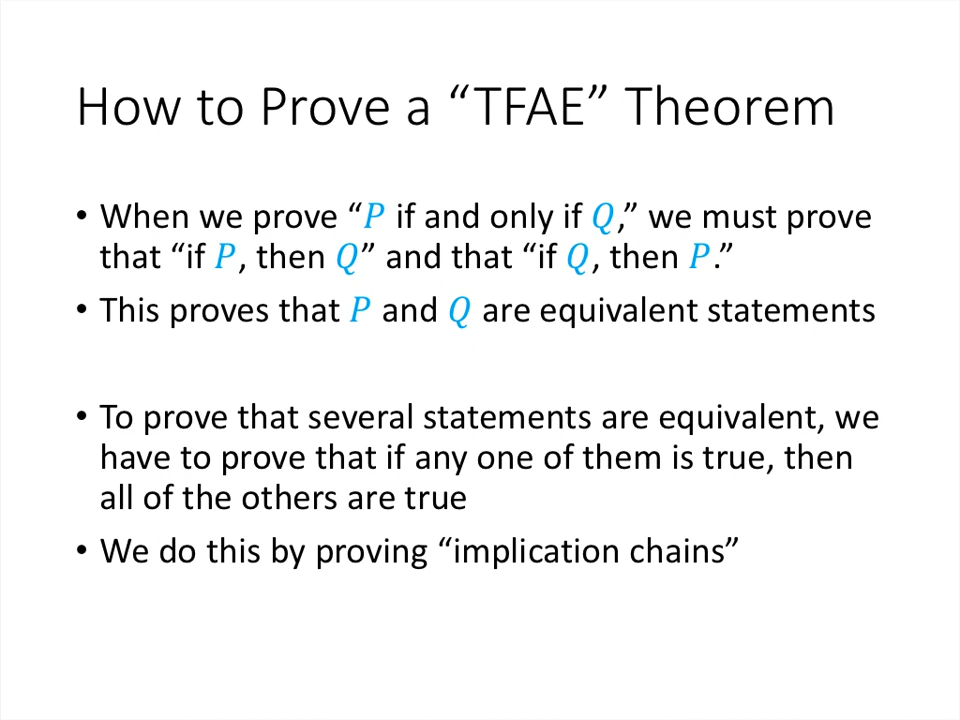 How to Prove a “TFAE” Theorem
• When we prove “𝑃 if and only if 𝑄,” we must prove
that “if 𝑃, then 𝑄” and that “if 𝑄, then 𝑃.”
• This proves that 𝑃 and 𝑄 are equivalent statements
• To prove that several statements are equivalent, we
have to prove that if any one of them is true, then
all of the others are true
• We do this by proving “implication chains”